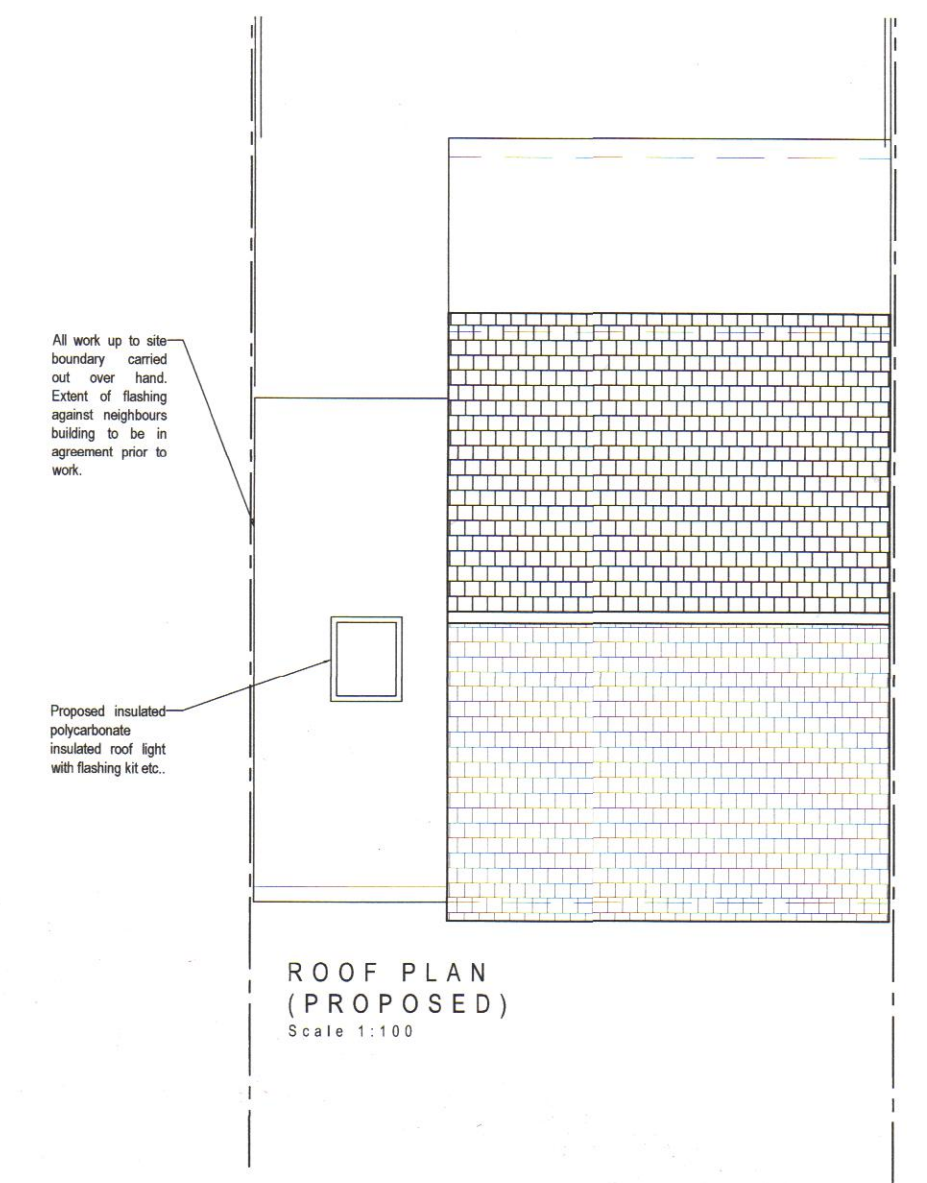 All work up to site
boundary carried
out over hand.
Extent of flashing
against neighbours
building to be in
agreement prior to
work.
Proposed insulated
polycarbonate
insulated roof light
with flashing kit etc..
ROOF PLAN
(PROPOSED)
Scale 1:100